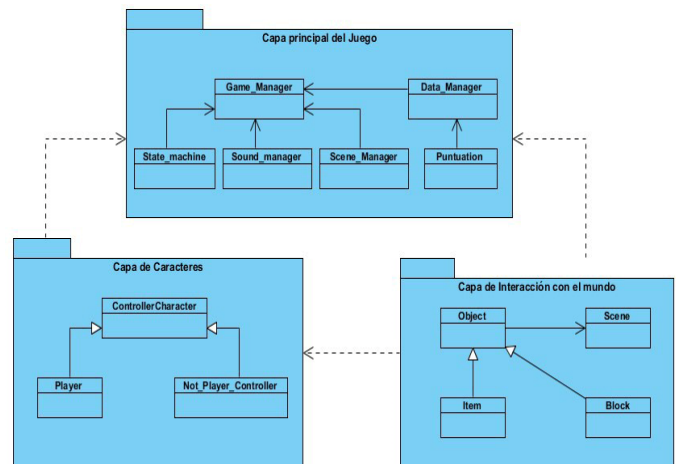 Capa principal del Juego
Game_Manager
Data_Manager
State_machine
Sound_manager
Scene_Manager
Puntuation
Capa de Caracteres
ControllerCharacter
Player
Not_Player_Controller
Capa de Interacción con el mundo
Object
Scene
Item
Block